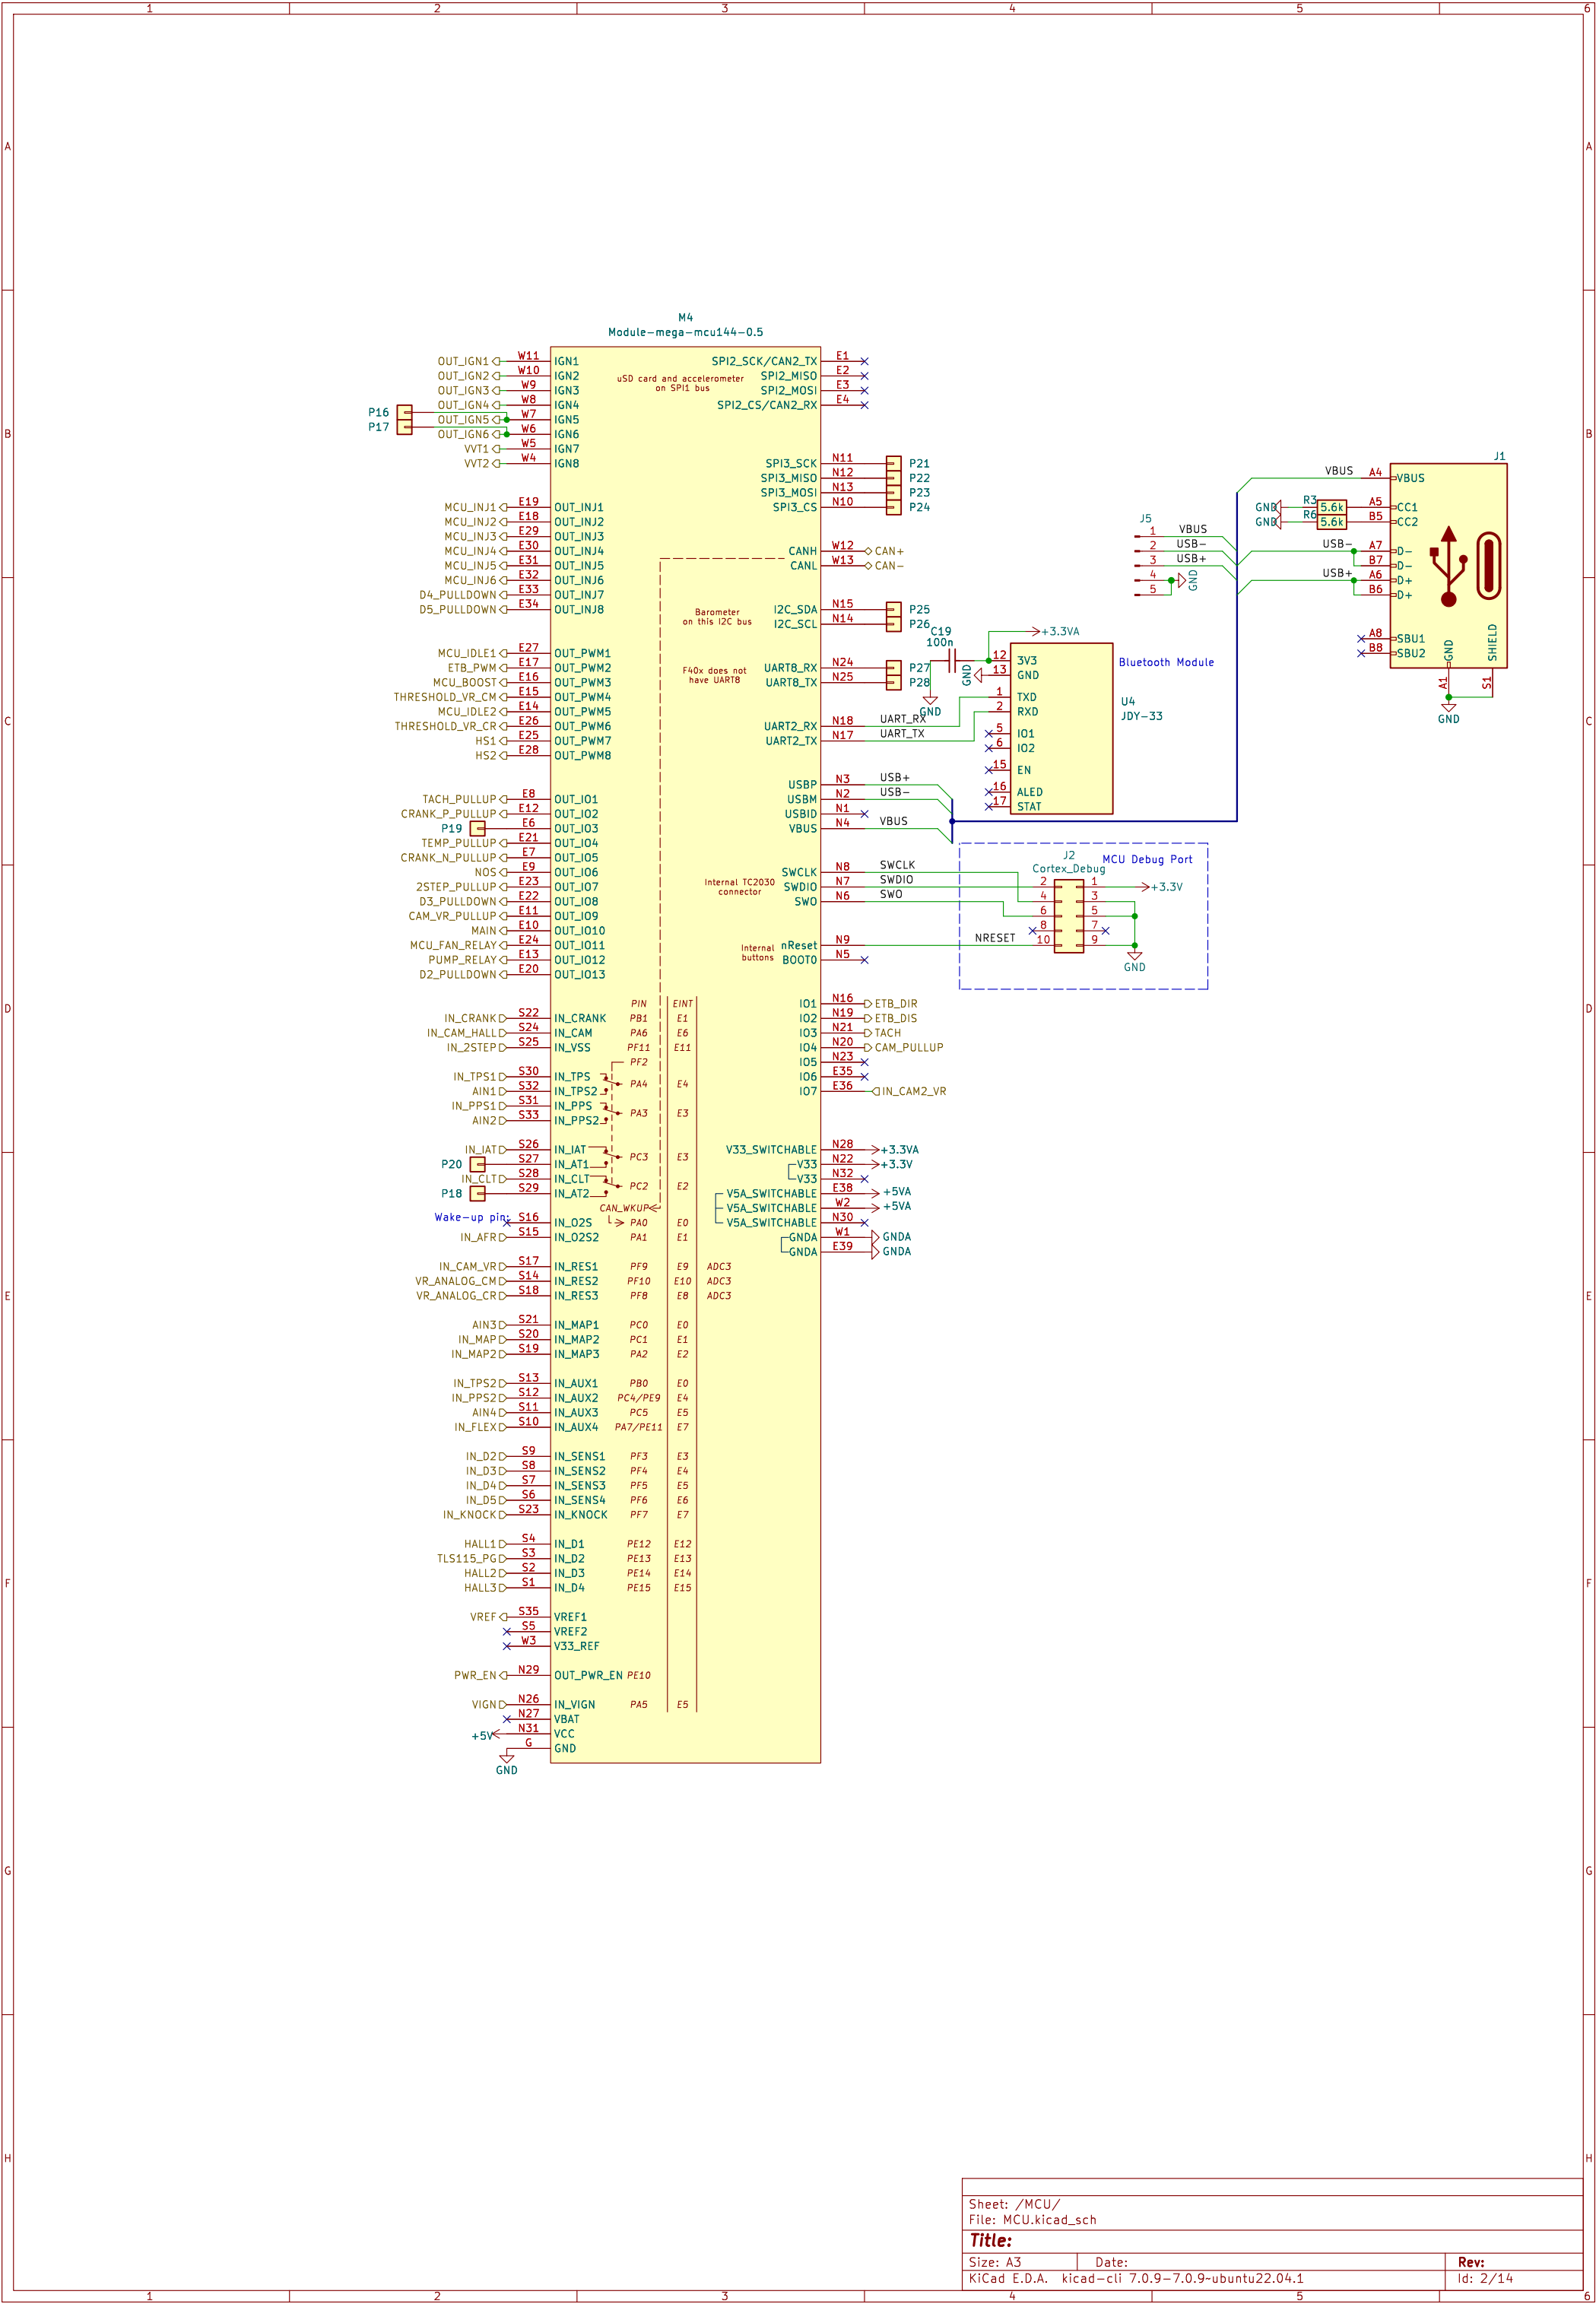 1 2 3 4 5 6
A A
B B
C C
D D
E E
F F
G G
H H
M4
Module-mega-mcu144-0.5
OUT_IGN1 W11 IGN1
OUT_IGN2 W10 IGN2
OUT_IGN3 W9 IGN3
OUT_IGN4 W8 IGN4
P16 OUT_IGN5 W7 IGN5
P17 OUT_IGN6 W6 IGN6
VVT1 W5 IGN7
VVT2 W4 IGN8
uSD card and accelerometer
on SPI1 bus
SPI2_SCK/CAN2_TX E1
SPI2_MISO E2
SPI2_MOSI E3
SPI2_CS/CAN2_RX E4
SPI3_SCK N11 P21
SPI3_MISO N12 P22
SPI3_MOSI N13 P23
SPI3_CS N10 P24
MCU_INJ1 E19 OUT_INJ1
MCU_INJ2 E18 OUT_INJ2
MCU_INJ3 E29 OUT_INJ3
MCU_INJ4 E30 OUT_INJ4
MCU_INJ5 E31 OUT_INJ5
MCU_INJ6 E32 OUT_INJ6
D4_PULLDOWN E33 OUT_INJ7
D5_PULLDOWN E34 OUT_INJ8
CANH W12 CAN+
CANL W13 CAN-
Barometer
on this I2C bus
I2C_SDA N15 P25
I2C_SCL N14 P26
F40x does not
have UART8
UART8_RX N24 P27
UART8_TX N25 P28
UART2_RX N18 UART_RX
UART2_TX N17 UART_TX
MCU_IDLE1 E27 OUT_PWM1
ETB_PWM E17 OUT_PWM2
MCU_BOOST E16 OUT_PWM3
THRESHOLD_VR_CM E15 OUT_PWM4
MCU_IDLE2 E14 OUT_PWM5
THRESHOLD_VR_CR E26 OUT_PWM6
HS1 E25 OUT_PWM7
HS2 E28 OUT_PWM8
USBP N3 USB+
USBM N2 USB-
USBID N1
VBUS N4 VBUS
TACH_PULLUP E8 OUT_IO1
CRANK_P_PULLUP E12 OUT_IO2
P19 E6 OUT_IO3
TEMP_PULLUP E21 OUT_IO4
CRANK_N_PULLUP E7 OUT_IO5
NOS E9 OUT_IO6
2STEP_PULLUP E23 OUT_IO7
D3_PULLDOWN E22 OUT_IO8
CAM_VR_PULLUP E11 OUT_IO9
MAIN E10 OUT_IO10
MCU_FAN_RELAY E24 OUT_IO11
PUMP_RELAY E13 OUT_IO12
D2_PULLDOWN E20 OUT_IO13
Internal TC2030
connector
SWCLK N8 SWCLK
SWDIO N7 SWDIO
SWO N6 SWO
Internal
buttons
nReset N9 NRESET
BOOT0 N5
C19
100n
GND
GND
+3.3VA
12 3V3
13 GND
1 TXD
2 RXD
5 IO1
6 IO2
15 EN
16 ALED
17 STAT
Bluetooth Module
U4
JDY-33
J2
Cortex_Debug
MCU Debug Port
2 1 +3.3V
4 3
6 5
8 7
10 9
GND
J5
1 VBUS
2 USB-
3 USB+
4 GND
5
J1
VBUS A4 VBUS
GND R3 5.6k A5 CC1
GND R6 5.6k B5 CC2
USB- A7 D-
B7 D-
USB+ A6 D+
B6 D+
A8 SBU1
B8 SBU2
GND SHIELD
A1 S1
GND
PIN EINT
IN_CRANK S22 IN_CRANK PB1 E1
IN_CAM_HALL S24 IN_CAM PA6 E6
IN_2STEP S25 IN_VSS PF11 E11
PF2
IN_TPS1 S30 IN_TPS
AIN1 S32 IN_TPS2 PA4 E4
IN_PPS1 S31 IN_PPS
AIN2 S33 IN_PPS2 PA3 E3
IN_IAT S26 IN_IAT
P20 S27 IN_AT1 PC3 E3
IN_CLT S28 IN_CLT
P18 S29 IN_AT2 PC2 E2
CAN_WKUP
Wake-up pin: S16 IN_O2S PA0 E0
IN_AFR S15 IN_O2S2 PA1 E1
IN_CAM_VR S17 IN_RES1 PF9 E9 ADC3
VR_ANALOG_CM S14 IN_RES2 PF10 E10 ADC3
VR_ANALOG_CR S18 IN_RES3 PF8 E8 ADC3
AIN3 S21 IN_MAP1 PC0 E0
IN_MAP S20 IN_MAP2 PC1 E1
IN_MAP2 S19 IN_MAP3 PA2 E2
IN_TPS2 S13 IN_AUX1 PB0 E0
IN_PPS2 S12 IN_AUX2 PC4/PE9 E4
AIN4 S11 IN_AUX3 PC5 E5
IN_FLEX S10 IN_AUX4 PA7/PE11 E7
IN_D2 S9 IN_SENS1 PF3 E3
IN_D3 S8 IN_SENS2 PF4 E4
IN_D4 S7 IN_SENS3 PF5 E5
IN_D5 S6 IN_SENS4 PF6 E6
IN_KNOCK S23 IN_KNOCK PF7 E7
HALL1 S4 IN_D1 PE12 E12
TLS115_PG S3 IN_D2 PE13 E13
HALL2 S2 IN_D3 PE14 E14
HALL3 S1 IN_D4 PE15 E15
VREF S35 VREF1
S5 VREF2
W3 V33_REF
PWR_EN N29 OUT_PWR_EN PE10
VIGN N26 IN_VIGN PA5 E5
N27 VBAT
+5V N31 VCC
G GND
GND
IO1 N16 ETB_DIR
IO2 N19 ETB_DIS
IO3 N21 TACH
IO4 N20 CAM_PULLUP
IO5 N23
IO6 E35
IO7 E36 IN_CAM2_VR
V33_SWITCHABLE N28 +3.3VA
V33 N22 +3.3V
V33 N32
V5A_SWITCHABLE E38 +5VA
V5A_SWITCHABLE W2 +5VA
V5A_SWITCHABLE N30
GNDA W1 GNDA
GNDA E39 GNDA
Sheet: /MCU/
File: MCU.kicad_sch
Title:
Size: A3 Date: Rev:
KiCad E.D.A. kicad-cli 7.0.9-7.0.9~ubuntu22.04.1 Id: 2/14
1 2 3 4 5 6